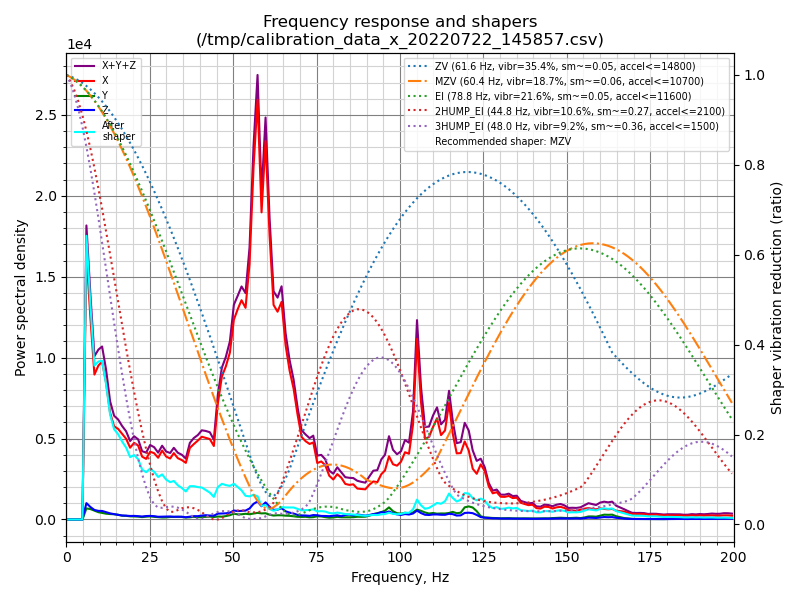 Frequency response and shapers
(/tmp/calibration_data_x_20220722_145857.csv)
1e4
X+Y+Z
X
Y
Z
After
shaper
ZV (61.6 Hz, vibr=35.4%, sm~=0.05, accel<=14800)
MZV (60.4 Hz, vibr=18.7%, sm~=0.06, accel<=10700)
EI (78.8 Hz, vibr=21.6%, sm~=0.05, accel<=11600)
2HUMP_EI (44.8 Hz, vibr=10.6%, sm~=0.27, accel<=2100)
3HUMP_EI (48.0 Hz, vibr=9.2%, sm~=0.36, accel<=1500)
Recommended shaper: MZV
Power spectral density
2.5
2.0
1.5
1.0
0.5
0.0
1.0
0.8
0.6
0.4
0.2
0.0
Shaper vibration reduction (ratio)
0 25 50 75 100 125 150 175 200
Frequency, Hz